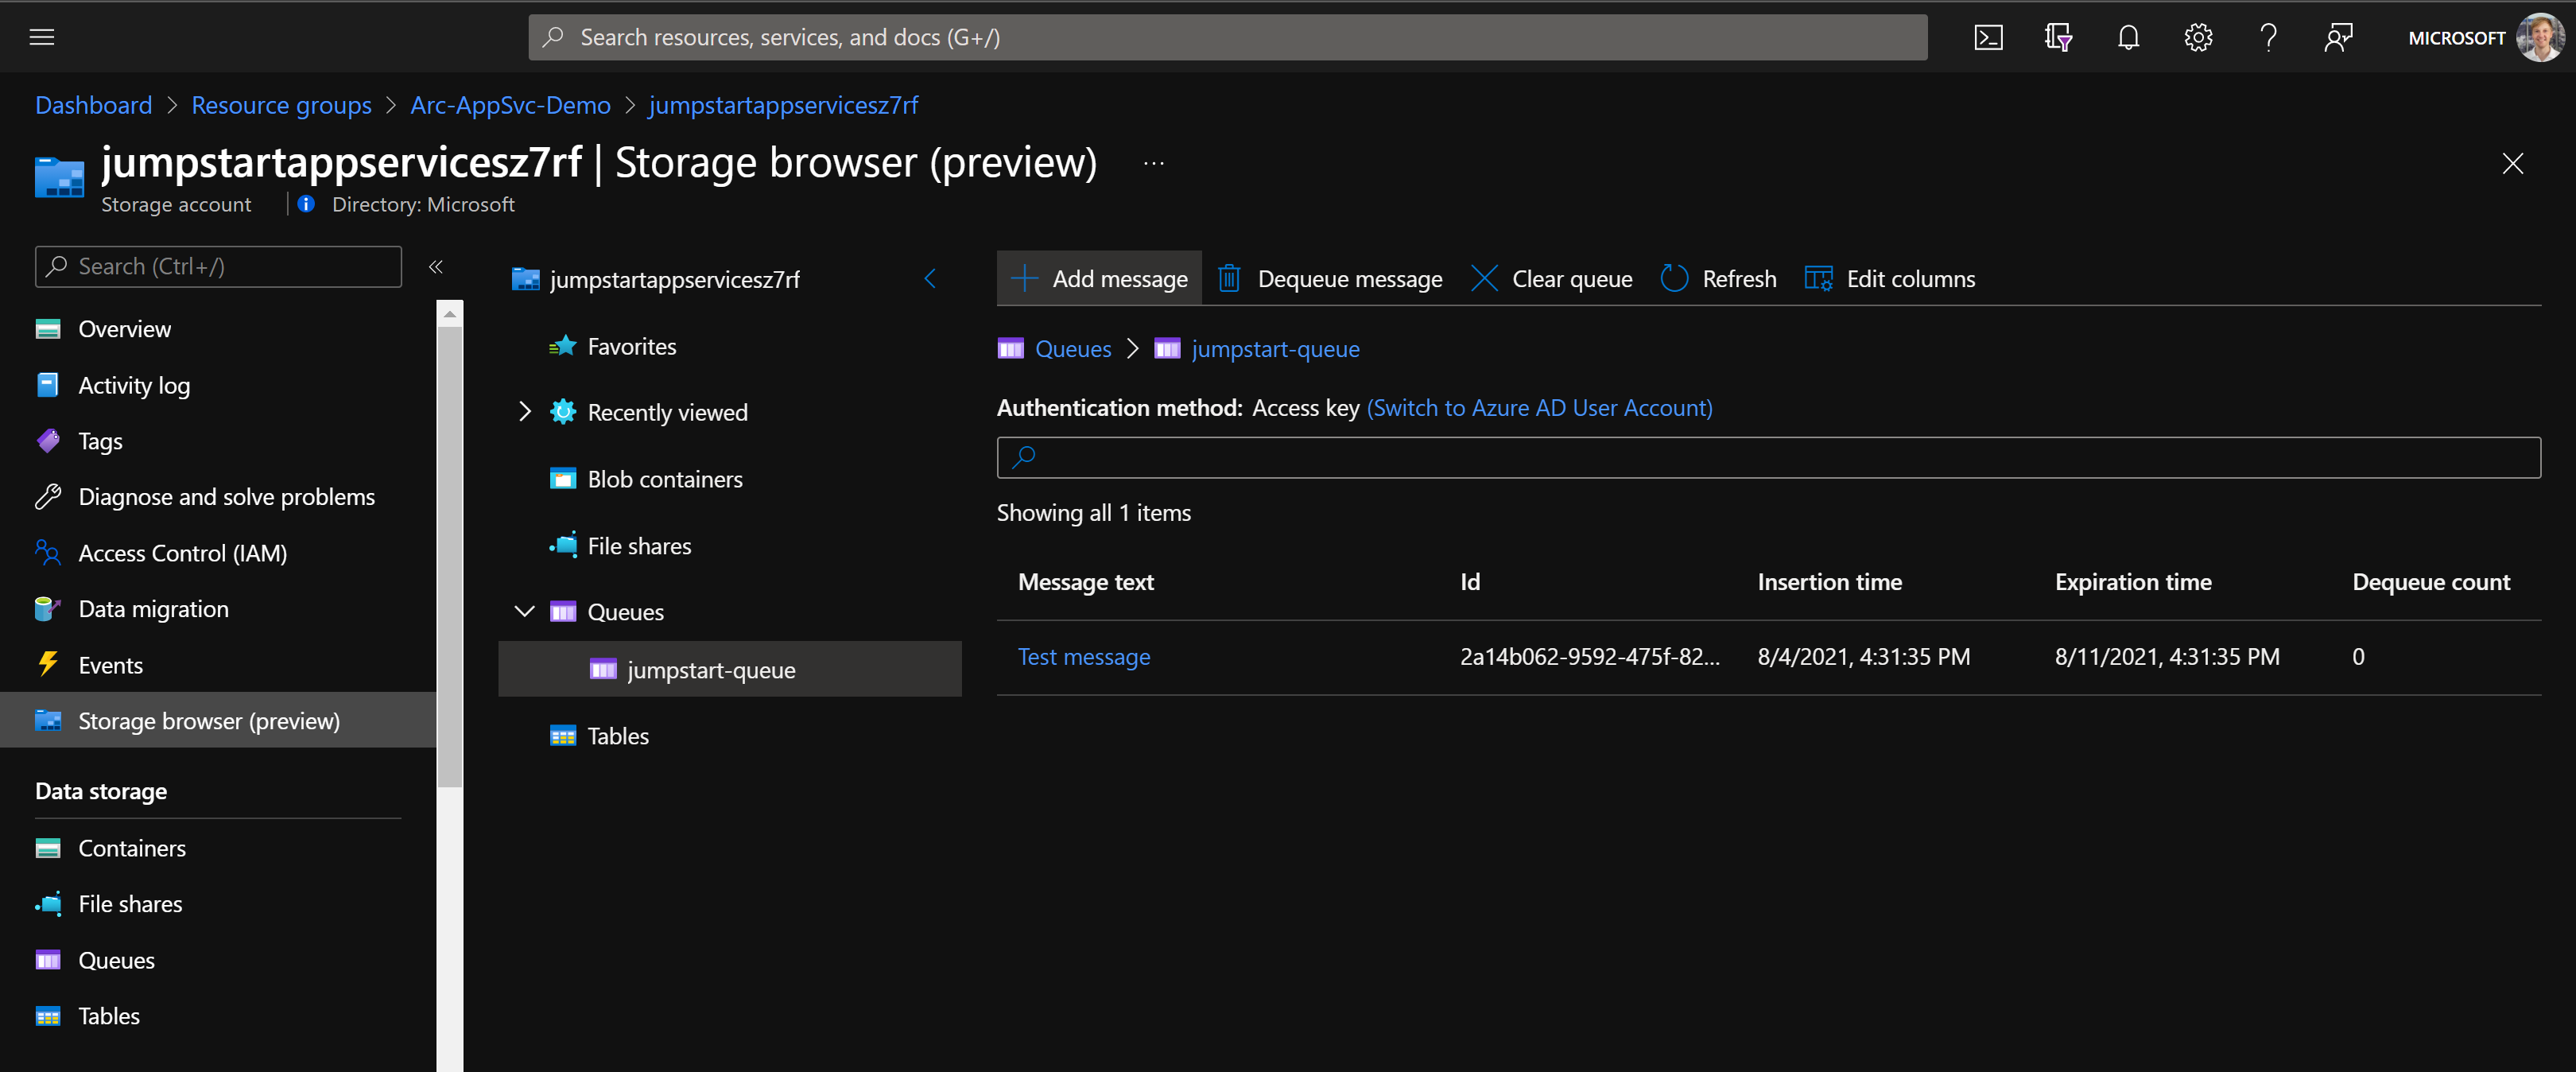 Search resources, services, and docs (G+/)
MICROSOFT
Dashboard > Resource groups > Arc-AppSvc-Demo > jumpstartappservicesz7rf
jumpstartappservicesz7rf | Storage browser (preview) ...
Storage account
Directory: Microsoft
Search (Ctrl+/)
«
Overview
Activity log
Tags
Diagnose and solve problems
Access Control (IAM)
Data migration
Events
Storage browser (preview)
Data storage
Containers
File shares
Queues
Tables
jumpstartappservicesz7rf
Favorites
Recently viewed
Blob containers
File shares
Queues
jumpstart-queue
Tables
Add message Dequeue message Clear queue Refresh Edit columns
Queues > jumpstart-queue
Authentication method: Access key (Switch to Azure AD User Account)
Showing all 1 items
Message text Id Insertion time Expiration time Dequeue count
Test message 2a14b062-9592-475f-82... 8/4/2021, 4:31:35 PM 8/11/2021, 4:31:35 PM 0